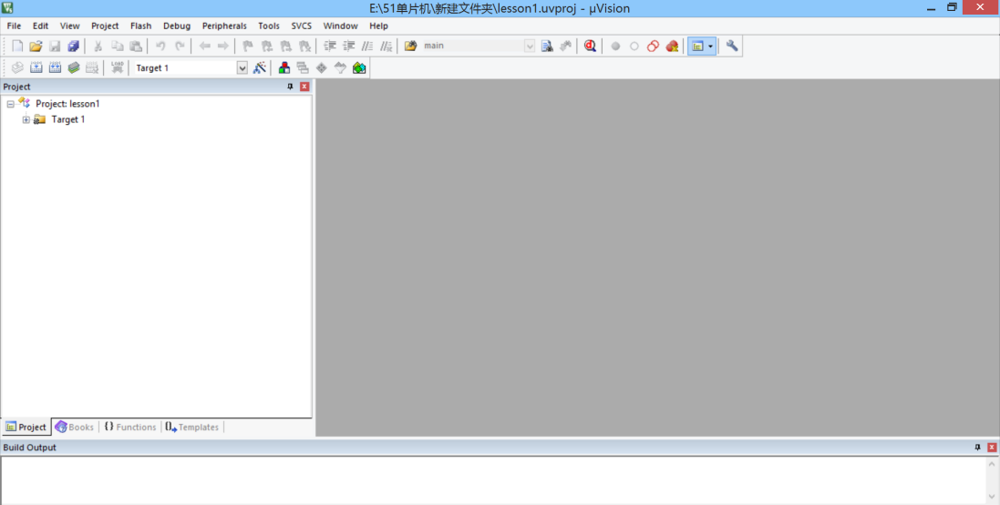 E:\51单片机\新建文件夹\lesson1.uvproj - µVision
File Edit View Project Flash Debug Peripherals Tools SVCS Window Help
main
LOAD Target 1
Project
Project: lesson1
Target 1
Project Books {} Functions 0 Templates
Build Output